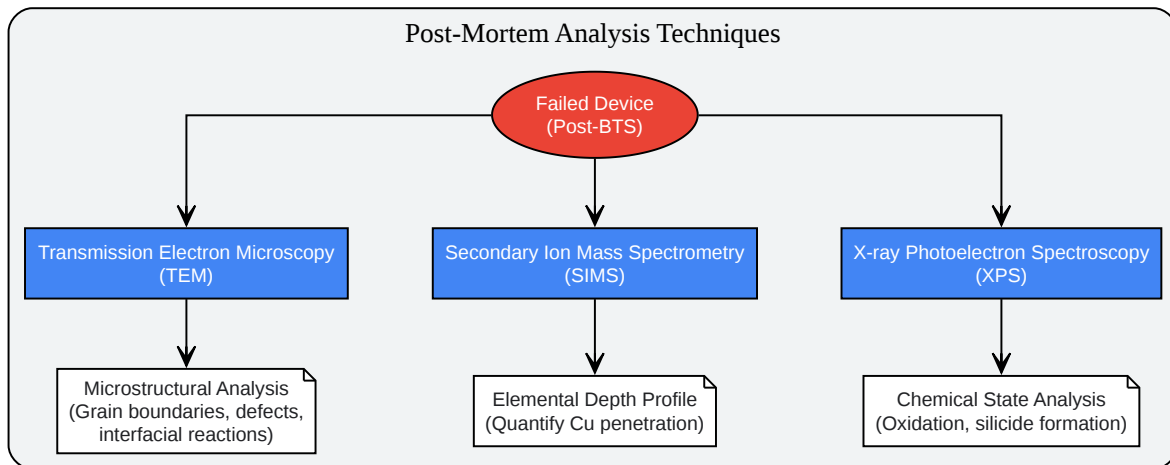 Post-Mortem Analysis Techniques
Failed Device
(Post-BTS)
Transmission Electron Microscopy
(TEM)
Secondary Ion Mass Spectrometry
(SIMS)
X-ray Photoelectron Spectroscopy
(XPS)
Microstructural Analysis
(Grain boundaries, defects,
interfacial reactions)
Elemental Depth Profile
(Quantify Cu penetration)
Chemical State Analysis
(Oxidation, silicide formation)